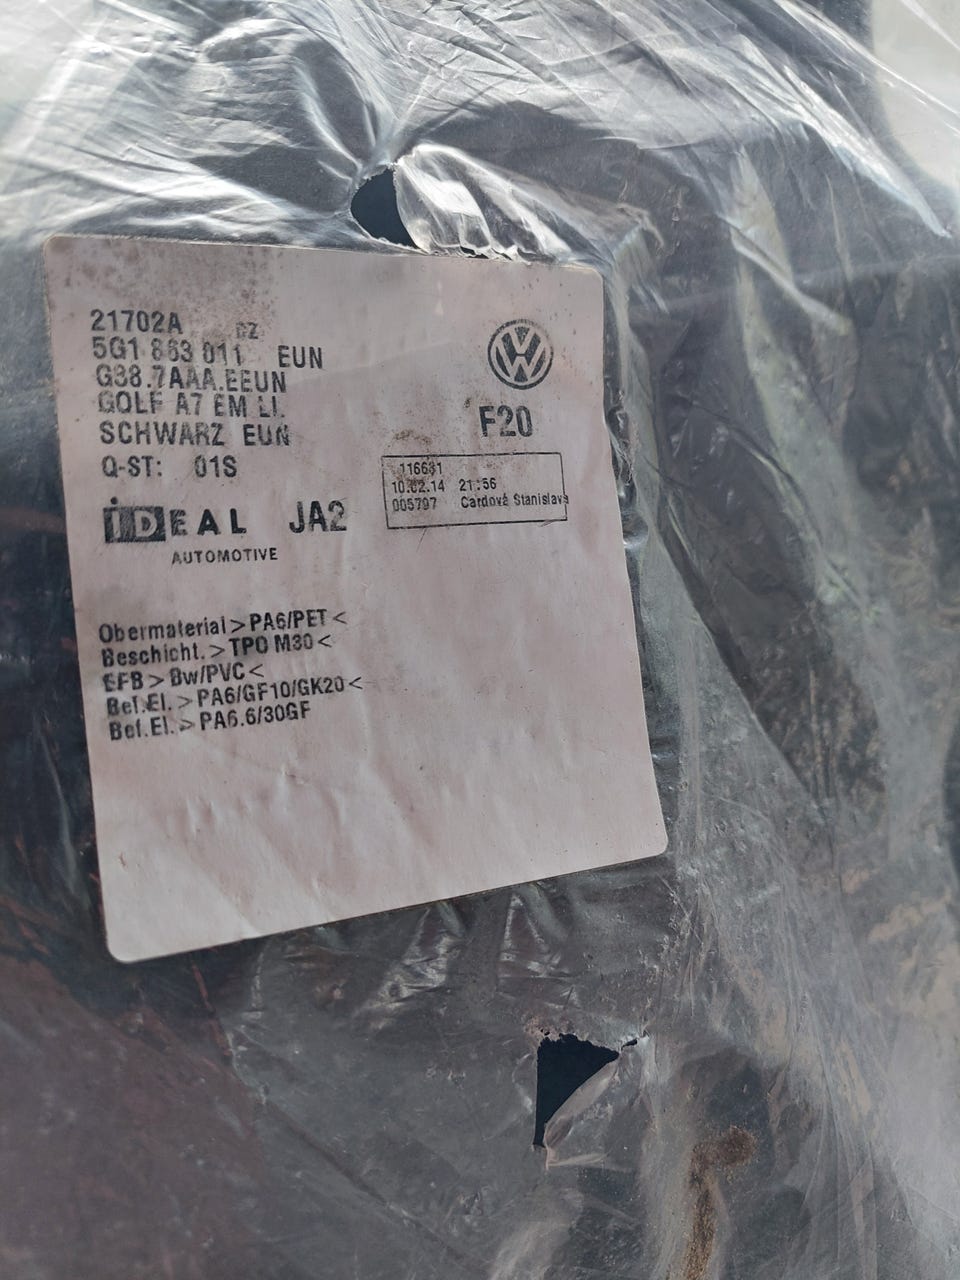 21702A
DZ
5G1 863 011 EUN
G38.7AAA.EEUN
GOLF A7 EM LI.
SCHWARZ EUN
Q-ST: 01S
F20
116631
10.02.14 21:56
005797 Cardová Stanislava
iDEAL JA2
AUTOMOTIVE
Obermaterial>PA6/PET<
Beschicht.>TPO M30<
EFB>Bw/PVC<
Bef.El.>PA6/GF10/GK20<
Bef.El.>PA6.6/30GF